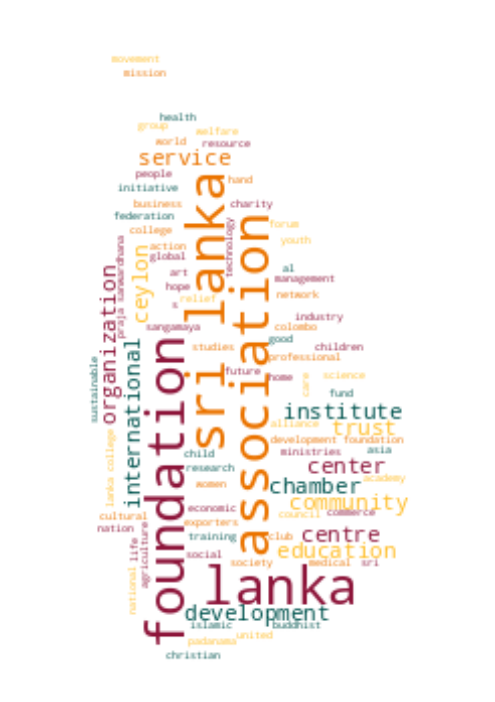 movement
mission
health
group
welfare
world
resource
service
people
hand
initiative
sri lanka
business
charity
federation
association
college
forum
technology
praja sanwardhana
action
youth
ceylon
global
organization
art
al
management
hope
relief
network
s
industry
sangamaya
colombo
foundation
international
good
studies
children
professional
sustainable
future
home
care
science
fund
institute
trust
alliance
lanka college
development foundation
child
ministries
asia
center
research
women
chamber
academy
community
economic
council
commerce
cultural
nation
exporters
training
club
centre
life
agriculture
social
education
society
medical
sri
national
lanka
development
islamic
buddhist
padanama
united
christian